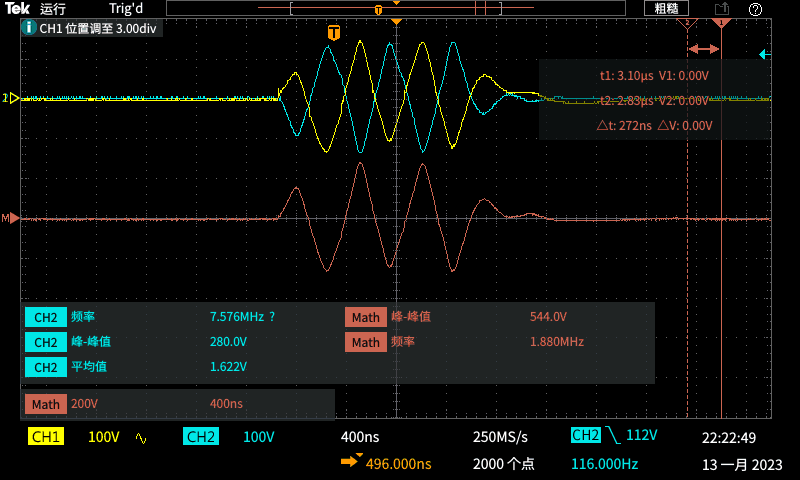 Tek 运行 Trig'd T 粗糙 ?
i CH1 位置调至 3.00div
T
2 1
t1: 3.10µs V1: 0.00V
t2: 2.83µs V2: 0.00V
△t: 272ns △V: 0.00V
M
CH2 频率 7.576MHz ? Math 峰-峰值 544.0V
CH2 峰-峰值 280.0V Math 频率 1.880MHz
CH2 平均值 1.622V
Math 200V 400ns
CH1 100V CH2 100V 400ns 250MS/s CH2 112V 22:22:49
T 496.000ns 2000 个点 116.000Hz 13 一月 2023